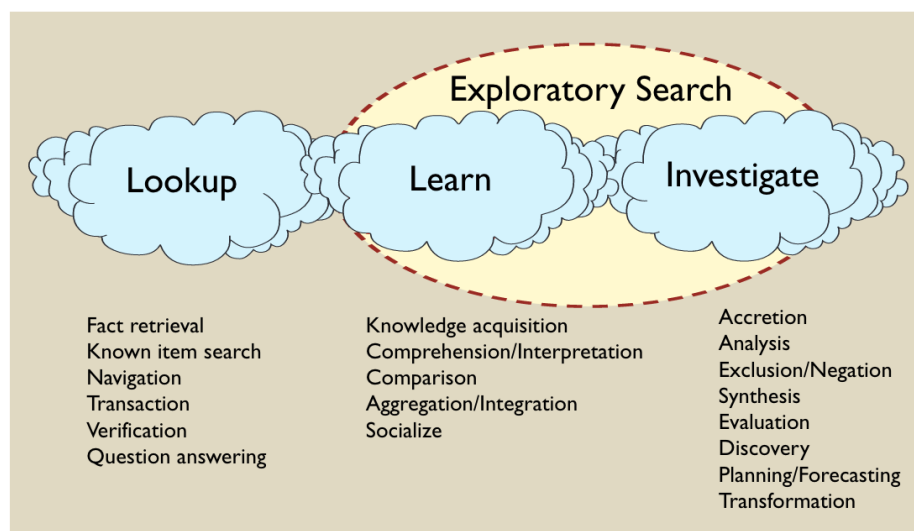 Exploratory Search
Lookup
Learn
Investigate
Fact retrieval
Known item search
Navigation
Transaction
Verification
Question answering
Knowledge acquisition
Comprehension/Interpretation
Comparison
Aggregation/Integration
Socialize
Accretion
Analysis
Exclusion/Negation
Synthesis
Evaluation
Discovery
Planning/Forecasting
Transformation